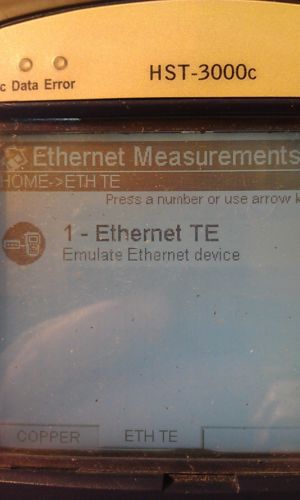 HST-3000c
c Data Error
Ethernet Measurements
HOME->ETH TE
Press a number or use arrow k
1 - Ethernet TE
Emulate Ethernet device
COPPER ETH TE